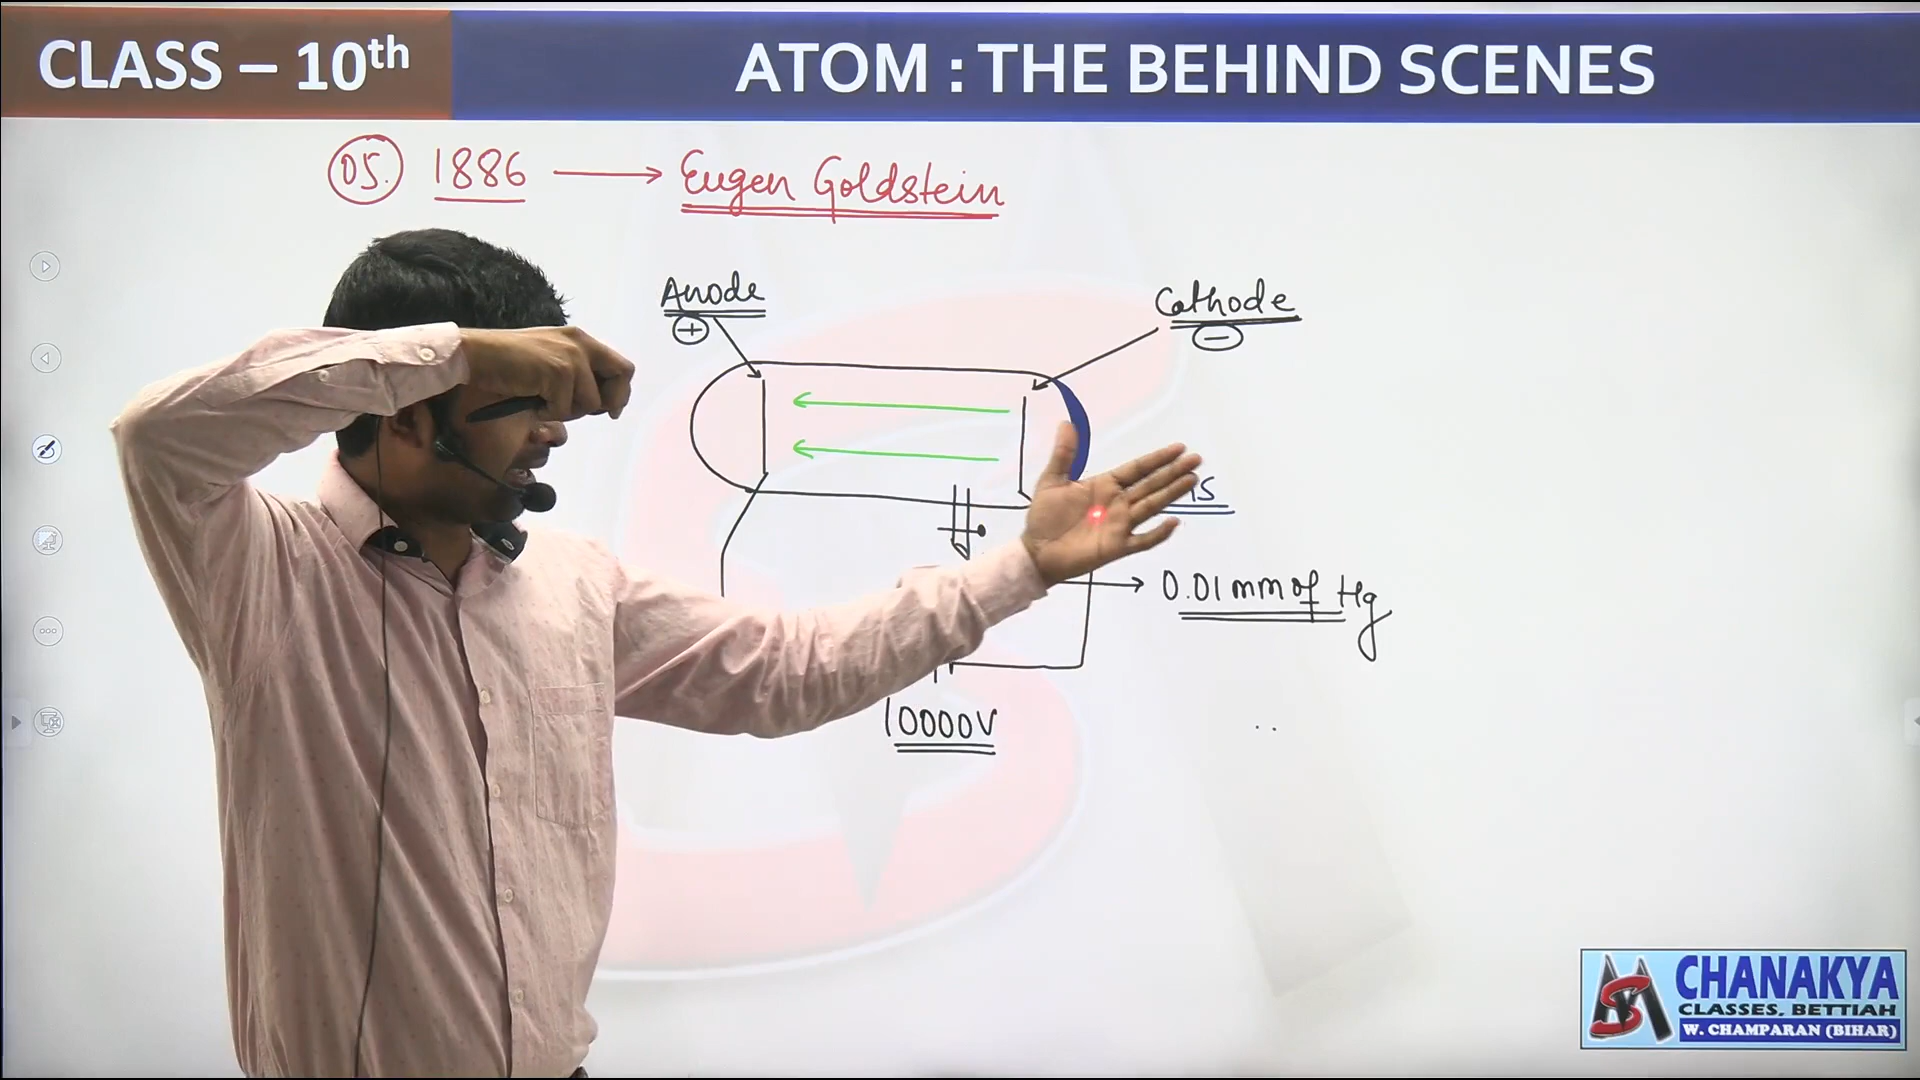 CLASS – 10th
ATOM : THE BEHIND SCENES
05. 1886 → Eugen Goldstein
Anode
+
Cathode
−
0.01 mm of Hg
10000V
CHANAKYA
CLASSES, BETTIAH
W. CHAMPARAN (BIHAR)